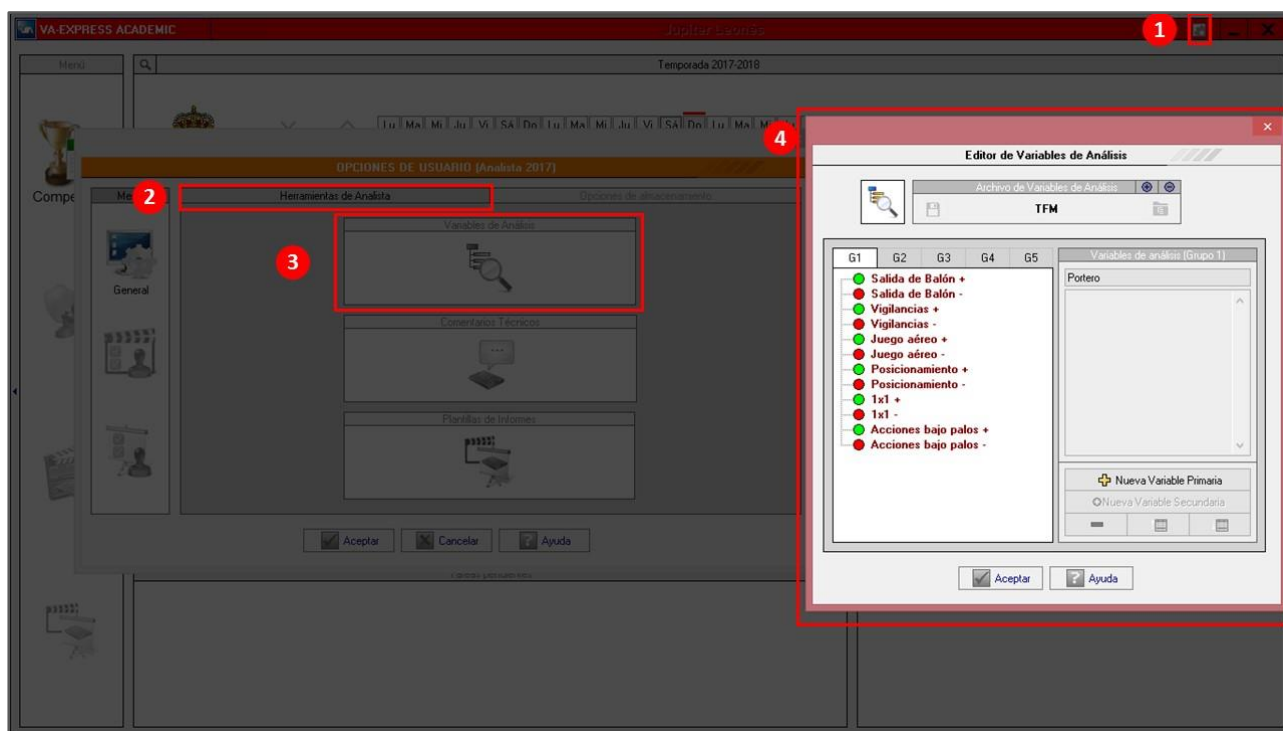 VA-EXPRESS ACADEMIC
Jupiter Leonés
1
Menú
Temporada 2017-2018
Lu Ma Mi Ju Vi Sá Do Lu Ma Mi Ju Vi Sá Do Lu Ma Mi
Compe
OPCIONES DE USUARIO (Analista 2017)
2
Herramientas de Analista
Opciones de almacenamiento
General
3
Variables de Análisis
Comentarios Técnicos
Plantillas de Informes
Aceptar
Cancelar
Ayuda
Tareas pendientes
4
Editor de Variables de Análisis
Archivo de Variables de Análisis
TFM
G1 G2 G3 G4 G5
Salida de Balón +
Salida de Balón -
Vigilancias +
Vigilancias -
Juego aéreo +
Juego aéreo -
Posicionamiento +
Posicionamiento -
1x1 +
1x1 -
Acciones bajo palos +
Acciones bajo palos -
Variables de análisis (Grupo 1)
Portero
Nueva Variable Primaria
Nueva Variable Secundaria
Aceptar
Ayuda